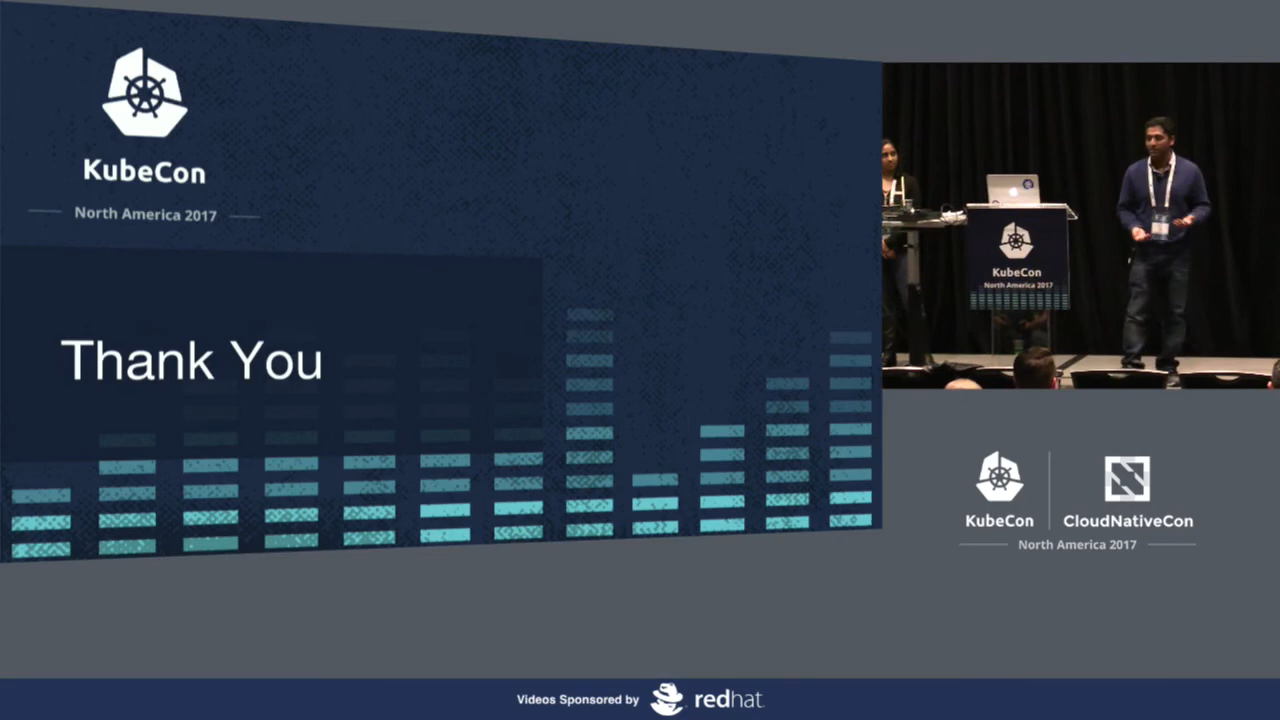 KubeCon
North America 2017
Thank You
KubeCon
North America 2017
KubeCon
CloudNativeCon
North America 2017
Videos Sponsored by redhat